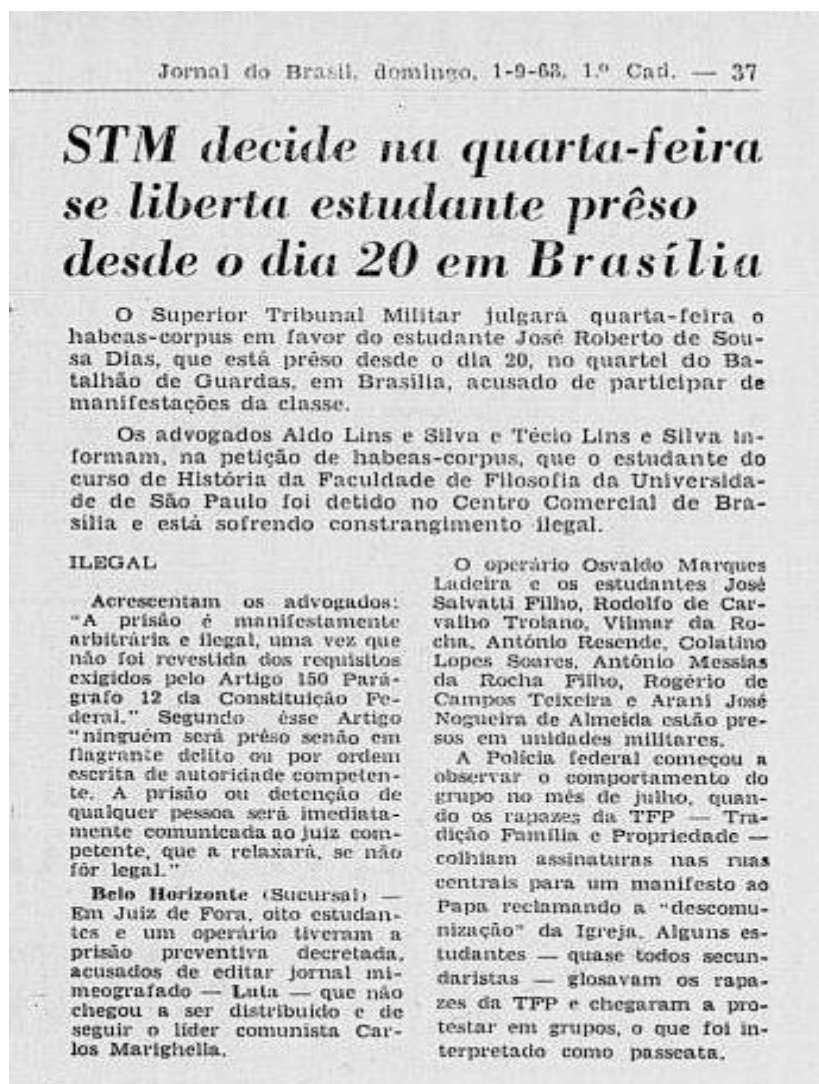 Jornal do Brasil, domingo, 1-9-68, 1.º Cad. — 37
STM decide na quarta-feira
se liberta estudante prêso
desde o dia 20 em Brasília
O Superior Tribunal Militar julgará quarta-feira o
habeas-corpus em favor do estudante José Roberto de Sou-
sa Dias, que está prêso desde o dia 20, no quartel do Ba-
talhão de Guardas, em Brasília, acusado de participar de
manifestações da classe.
Os advogados Aldo Lins e Silva e Técio Lins e Silva in-
formam, na petição de habeas-corpus, que o estudante do
curso de História da Faculdade de Filosofia da Universida-
de de São Paulo foi detido no Centro Comercial de Bra-
sília e está sofrendo constrangimento ilegal.
ILEGAL
Acrescentam os advogados:
"A prisão é manifestamente
arbitrária e ilegal, uma vez que
não foi revestida dos requisitos
exigidos pelo Artigo 150 Pará-
grafo 12 da Constituição Fe-
deral." Segundo êsse Artigo
"ninguém será prêso senão em
flagrante delito ou por ordem
escrita de autoridade competen-
te. A prisão ou detenção de
qualquer pessoa será imediata-
mente comunicada ao juiz com-
petente, que a relaxará, se não
fôr legal."
Belo Horizonte (Sucursal) —
Em Juiz de Fora, oito estudan-
tes e um operário tiveram a
prisão preventiva decretada,
acusados de editar jornal mi-
meografado — Luta — que não
chegou a ser distribuído e de
seguir o líder comunista Car-
los Marighella.
O operário Osvaldo Marques
Ladeira e os estudantes José
Salvatti Filho, Rodolfo de Car-
valho Troiano, Vilmar da Ro-
cha, Antônio Resende, Colatino
Lopes Soares, Antônio Messias
da Rocha Filho, Rogério de
Campos Teixeira e Arani José
Nogueira de Almeida estão pre-
sos em unidades militares.
A Polícia federal começou a
observar o comportamento do
grupo no mês de julho, quan-
do os rapazes da TFP — Tra-
dição Família e Propriedade —
colhiam assinaturas nas ruas
centrais para um manifesto ao
Papa reclamando a "descomu-
nização" da Igreja. Alguns es-
tudantes — quase todos secun-
daristas — glosavam os rapa-
zes da TFP e chegaram a pro-
testar em grupos, o que foi in-
terpretado como passeata.